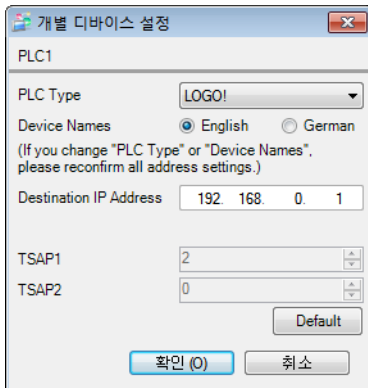 개별 디바이스 설정
PLC1
PLC Type LOGO!
Device Names English German
(If you change "PLC Type" or "Device Names",
please reconfirm all address settings.)
Destination IP Address 192. 168. 0. 1
TSAP1 2
TSAP2 0
Default
확인 (O) 취소